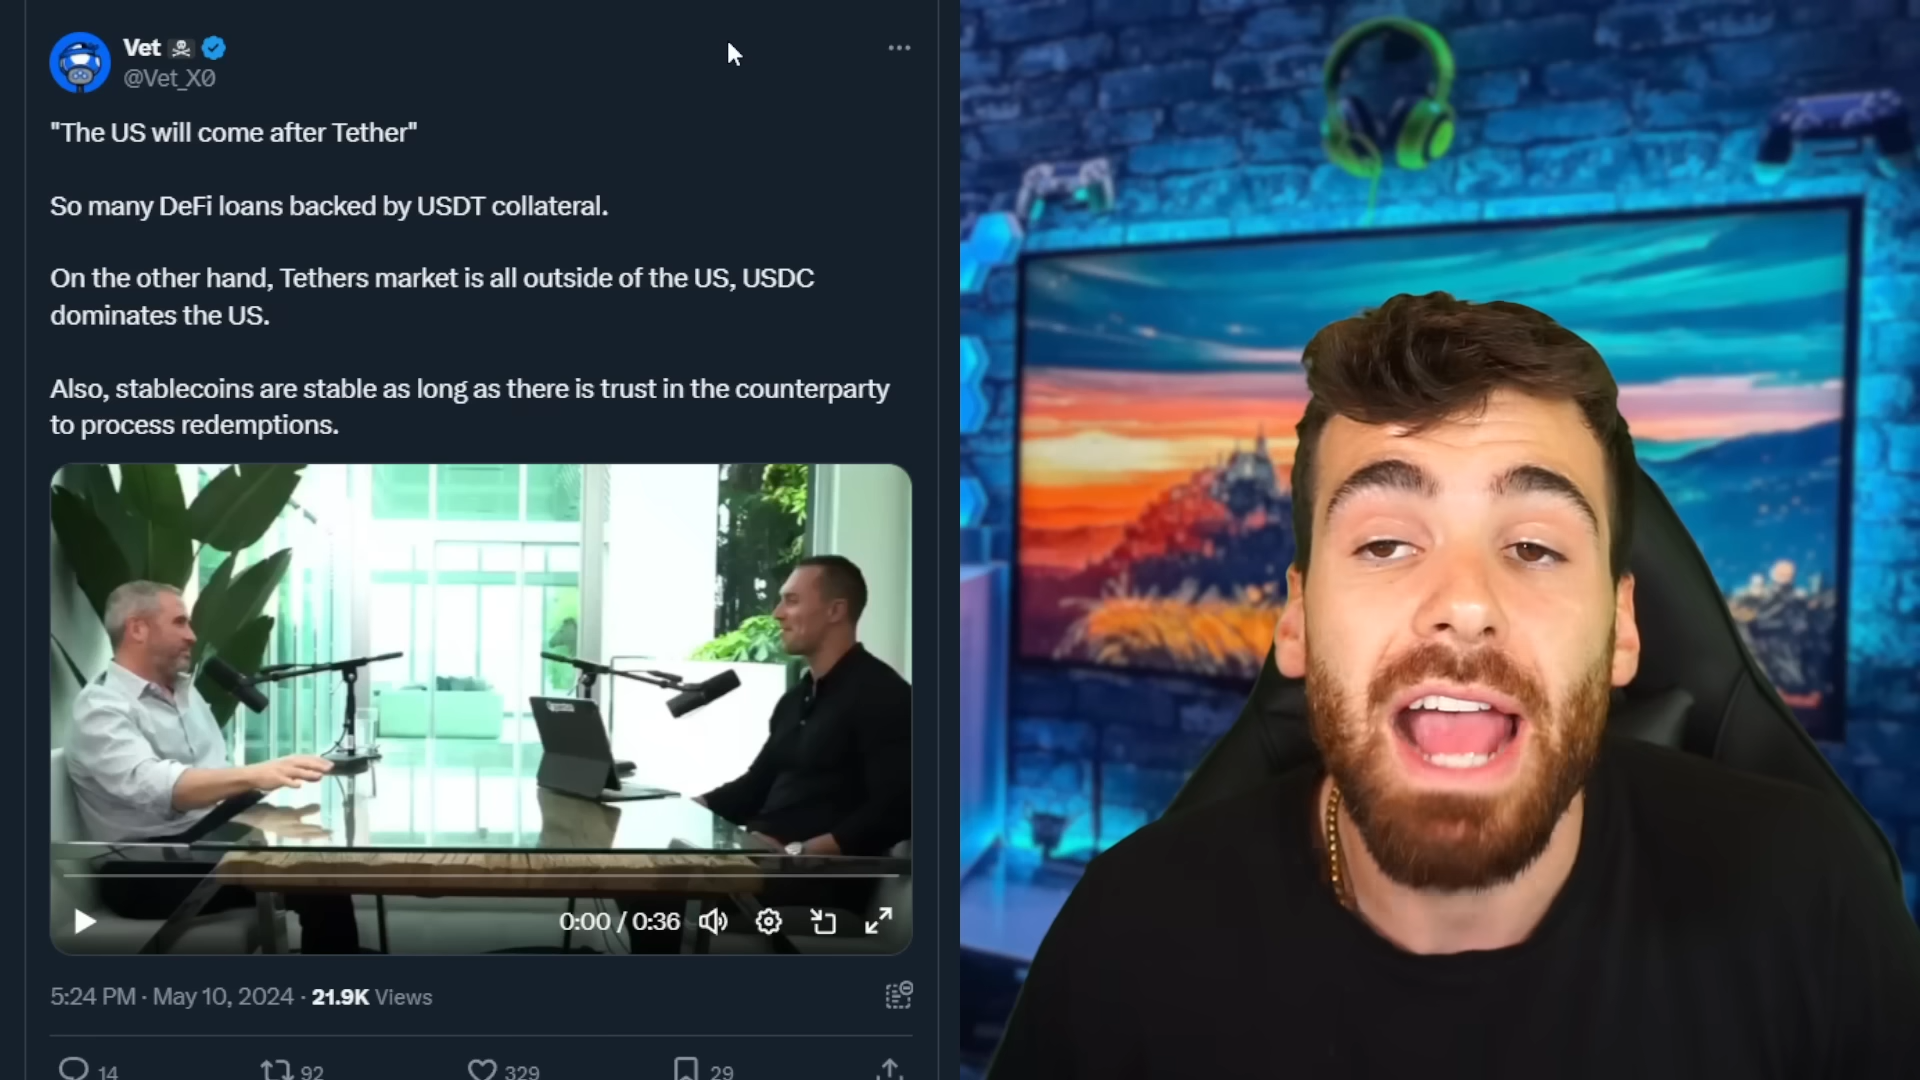 Vet
@Vet_X0
"The US will come after Tether"
So many DeFi loans backed by USDT collateral.
On the other hand, Tethers market is all outside of the US, USDC
dominates the US.
Also, stablecoins are stable as long as there is trust in the counterparty
to process redemptions.
0:00 / 0:36
5:24 PM · May 10, 2024 · 21.9K Views
14 92 329 29